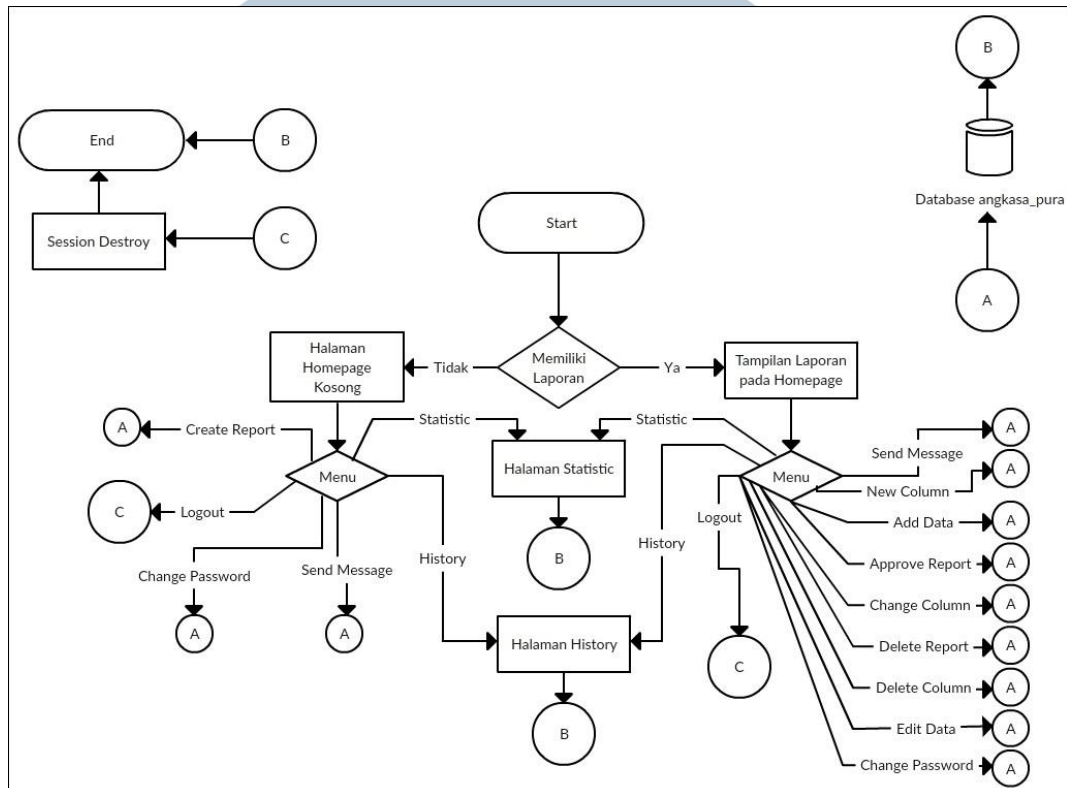 B
End
B
Database angkasa_pura
Session Destroy
C
Start
A
Halaman
Homepage
Kosong
Tidak
Memiliki
Laporan
Ya
Tampilan Laporan
pada Homepage
A
Create Report
Statistic
Statistic
A
Send Message
Menu
Halaman Statistic
Menu
A
New Column
C
Logout
Logout
A
Add Data
History
History
B
A
Approve Report
Change Password
Send Message
A
Change Column
A
A
Halaman History
A
Delete Report
C
A
Delete Column
B
A
Edit Data
A
Change Password